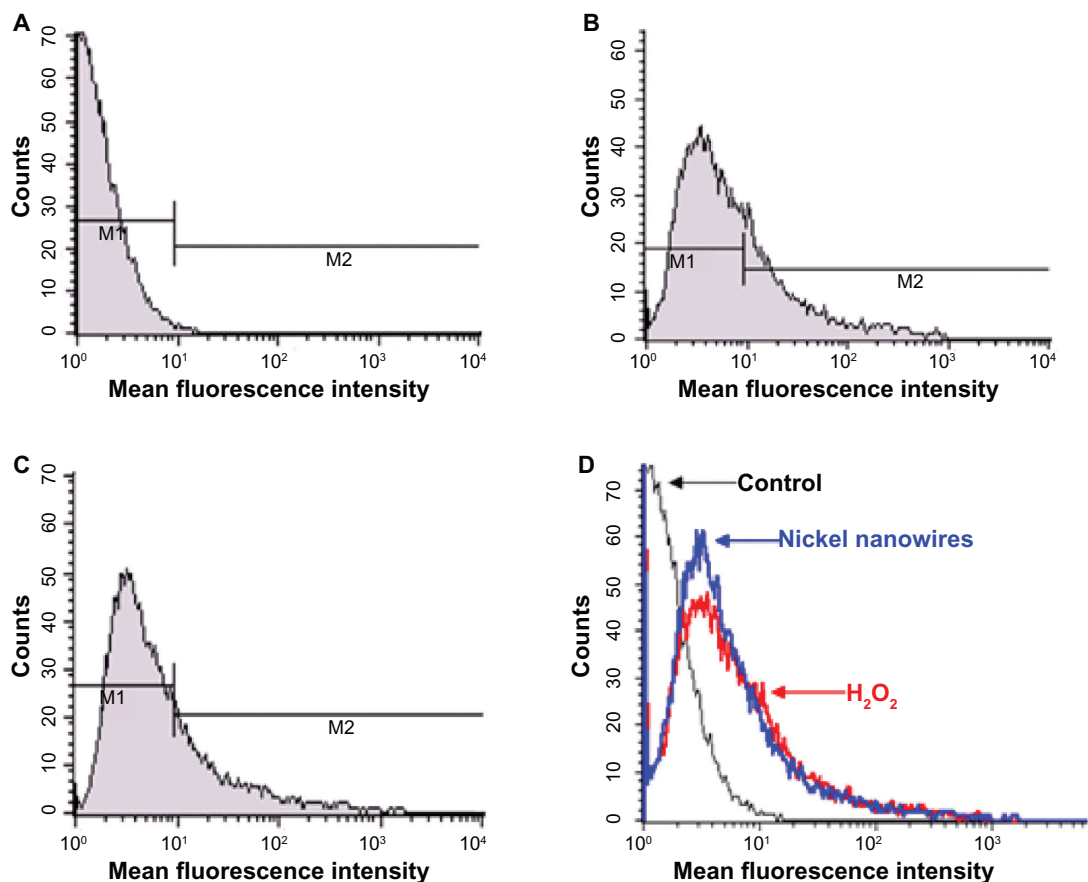 A
70
60
50
40
30
20
10
0
Counts
M1
M2
10⁰ 10¹ 10² 10³ 10⁴
Mean fluorescence intensity
B
60
50
40
30
20
10
0
Counts
M1
M2
10⁰ 10¹ 10² 10³ 10⁴
Mean fluorescence intensity
C
70
60
50
40
30
20
10
0
Counts
M1
M2
10⁰ 10¹ 10² 10³ 10⁴
Mean fluorescence intensity
D
70
60
50
40
30
20
10
0
Counts
Control
Nickel nanowires
H₂O₂
10⁰ 10¹ 10² 10³
Mean fluorescence intensity